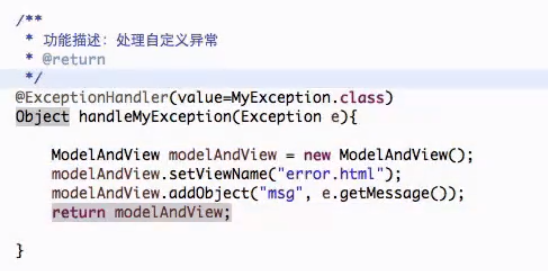 /**
 * 功能描述：处理自定义异常
 * @return
 */
@ExceptionHandler(value=MyException.class)
Object handleMyException(Exception e){
    ModelAndView modelAndView = new ModelAndView();
    modelAndView.setViewName("error.html");
    modelAndView.addObject("msg", e.getMessage());
    return modelAndView;
}